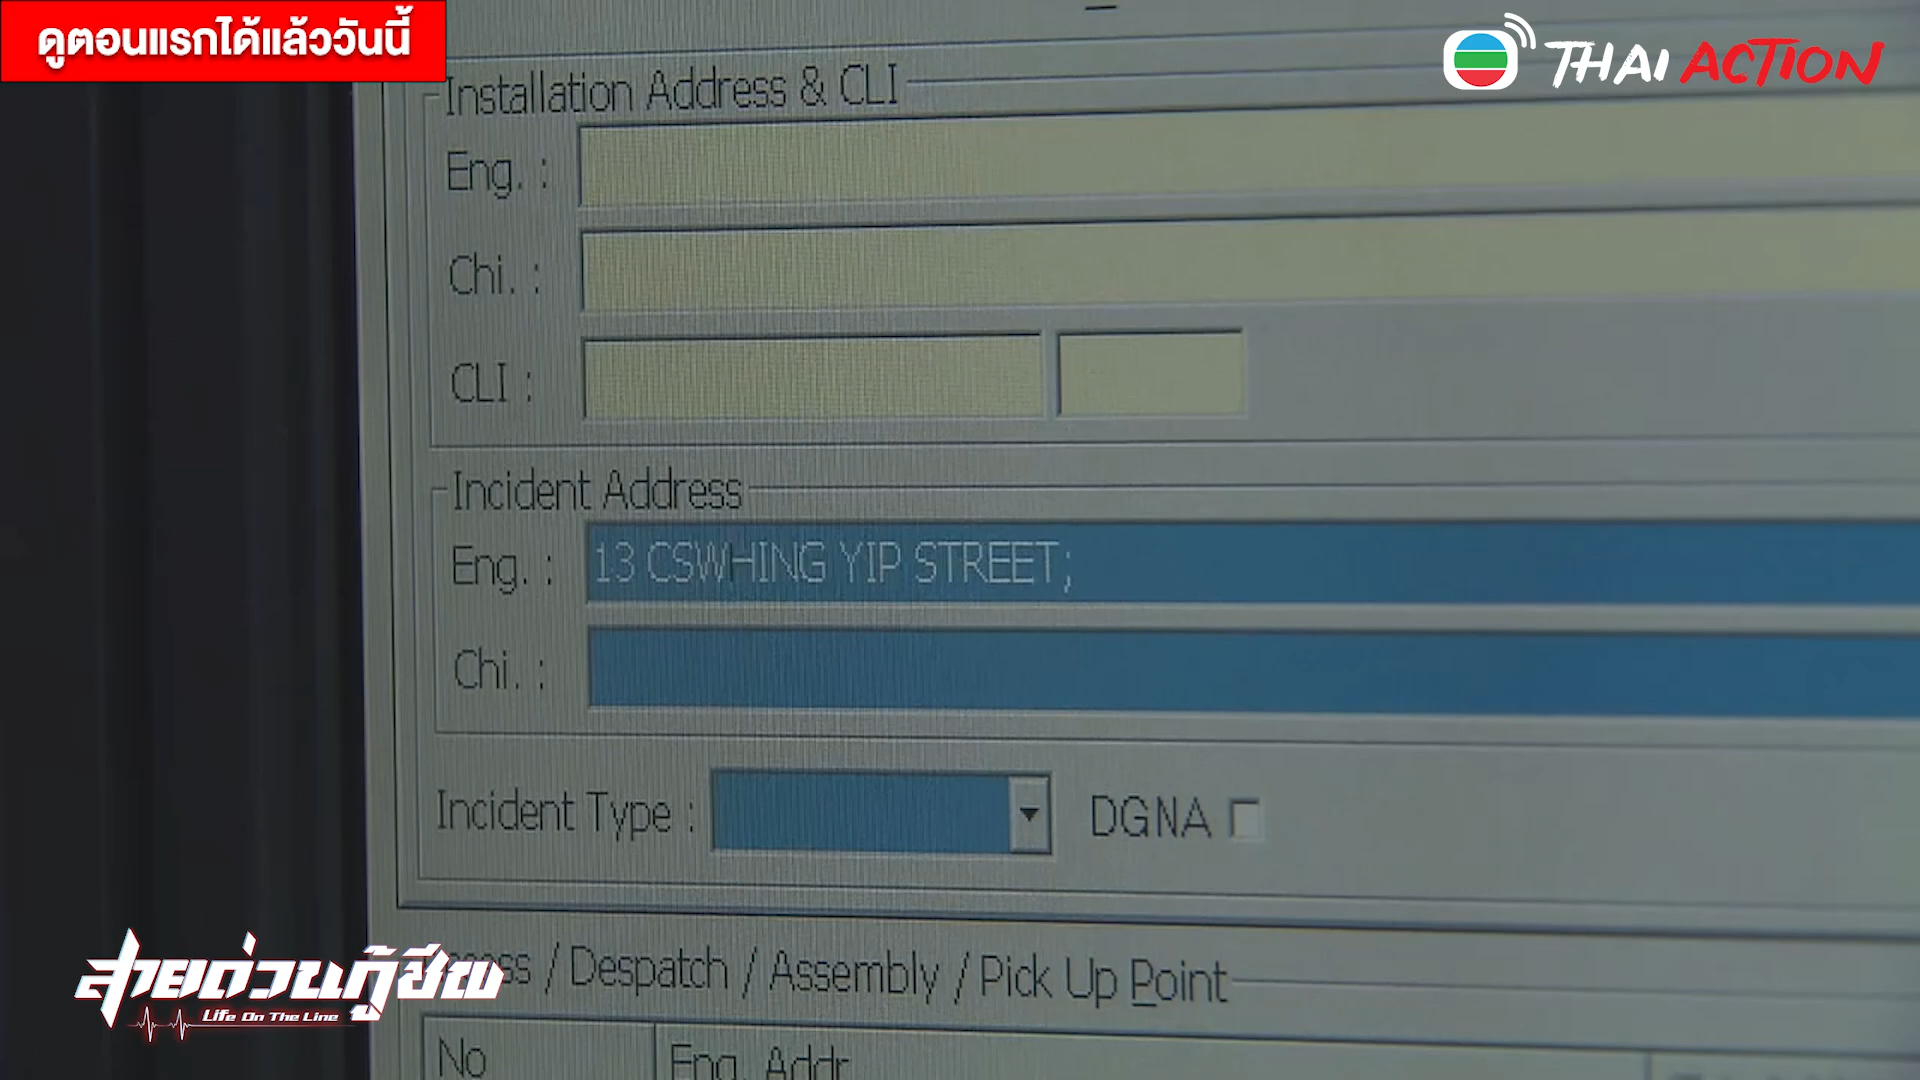 ดูตอนแรกได้แล้ววันนี้
THAI ACTION
Installation Address & CLI
Eng. :
Chi. :
CLI :
Incident Address
Eng. : 13 CSWHING YIP STREET;
Chi. :
Incident Type : DGNA
/ Despatch / Assembly / Pick Up Point
สายด่วนกู้ชีพ
Life On The Line
No Eng. Addr